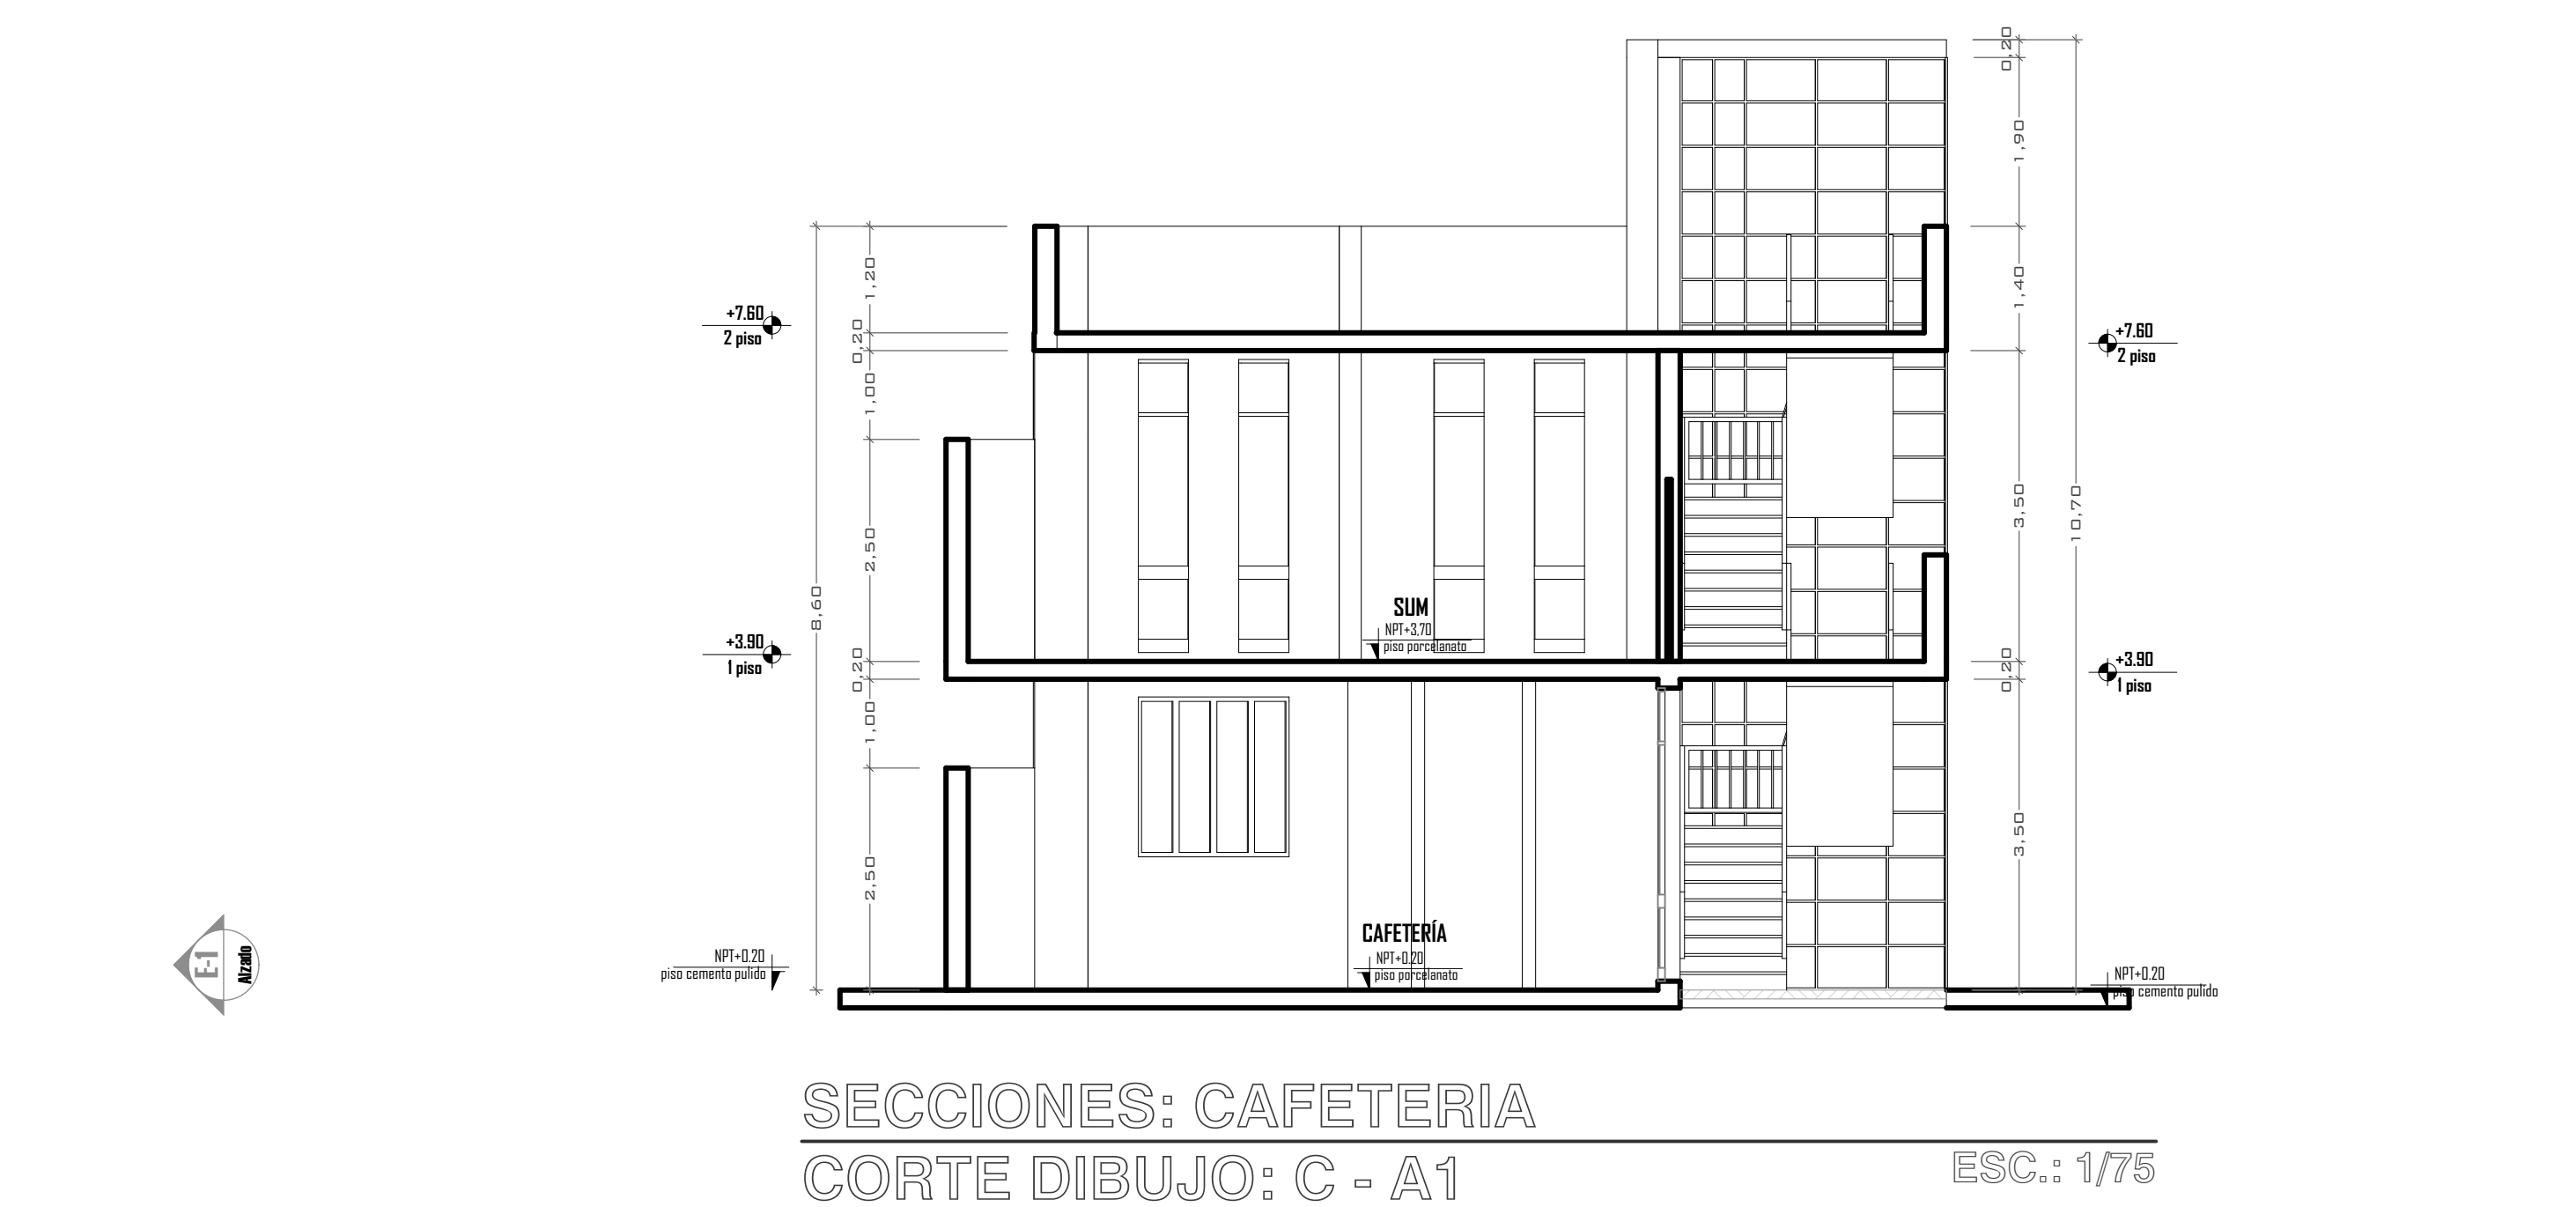 0,20
1,90
1,40
3,50
0,20
3,50
10,70
1,20
0,20
1,00
2,50
0,20
1,00
2,50
8,60
+7.60
2 piso
+3.90
1 piso
NPT+0.20
piso cemento pulido
+7.60
2 piso
+3.90
1 piso
NPT+0.20
piso cemento pulido
SUM
NPT+3,70
piso porcelanato
CAFETERÍA
NPT+0.20
piso porcelanato
E-1
Alzado
SECCIONES: CAFETERIA
CORTE DIBUJO: C - A1
ESC.: 1/75